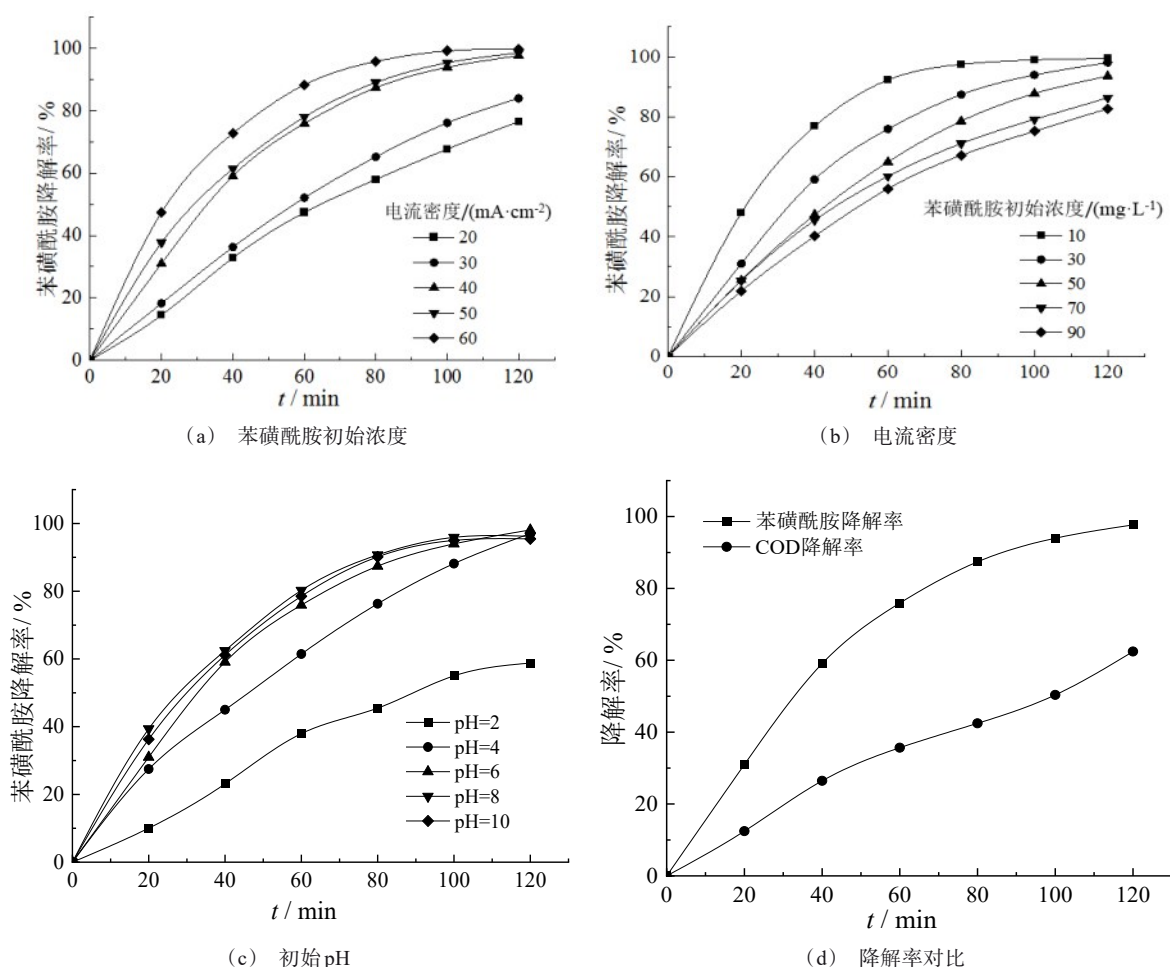 苯磺酰胺降解率/ %
100
80
60
40
20
0
电流密度/(mA·cm-2)
20
30
40
50
60
0 20 40 60 80 100 120
t / min
(a) 苯磺酰胺初始浓度
苯磺酰胺降解率/ %
100
80
60
40
20
0
苯磺酰胺初始浓度/(mg·L-1)
10
30
50
70
90
0 20 40 60 80 100 120
t / min
(b) 电流密度
苯磺酰胺降解率/ %
100
80
60
40
20
0
pH=2
pH=4
pH=6
pH=8
pH=10
0 20 40 60 80 100 120
t / min
(c) 初始pH
降解率/ %
100
80
60
40
20
0
苯磺酰胺降解率
COD降解率
0 20 40 60 80 100 120
t / min
(d) 降解率对比